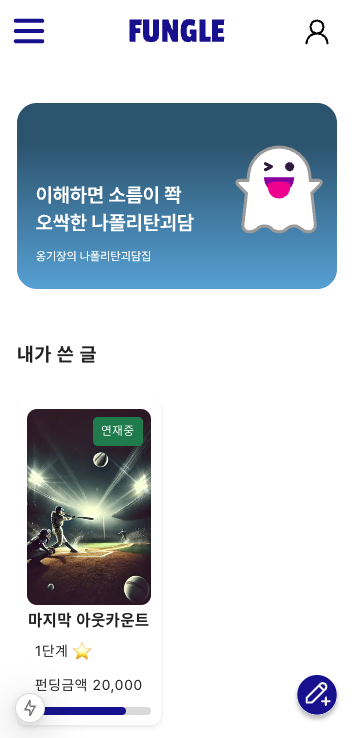 FUNGLE
이해하면 소름이 쫙
오싹한 나폴리탄괴담
옹기장의 나폴리탄괴담집
내가 쓴 글
연재중
마지막 아웃카운트
1단계
펀딩금액 20,000